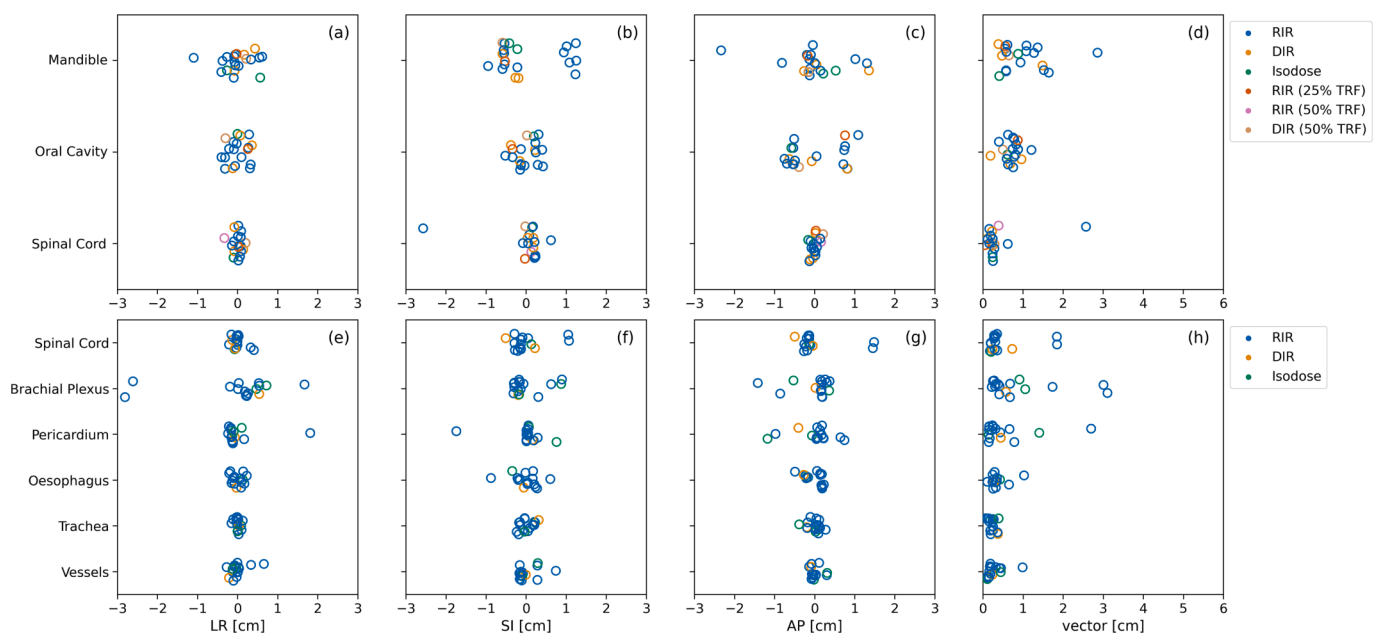 (a)
(b)
(c)
(d)
RIR
DIR
Isodose
RIR (25% TRF)
RIR (50% TRF)
DIR (50% TRF)
Mandible
Oral Cavity
Spinal Cord
−3 −2 −1 0 1 2 3
−3 −2 −1 0 1 2 3
−3 −2 −1 0 1 2 3
0 1 2 3 4 5 6
(e)
(f)
(g)
(h)
RIR
DIR
Isodose
Spinal Cord
Brachial Plexus
Pericardium
Oesophagus
Trachea
Vessels
−3 −2 −1 0 1 2 3
−3 −2 −1 0 1 2 3
−3 −2 −1 0 1 2 3
0 1 2 3 4 5 6
LR [cm]
SI [cm]
AP [cm]
vector [cm]